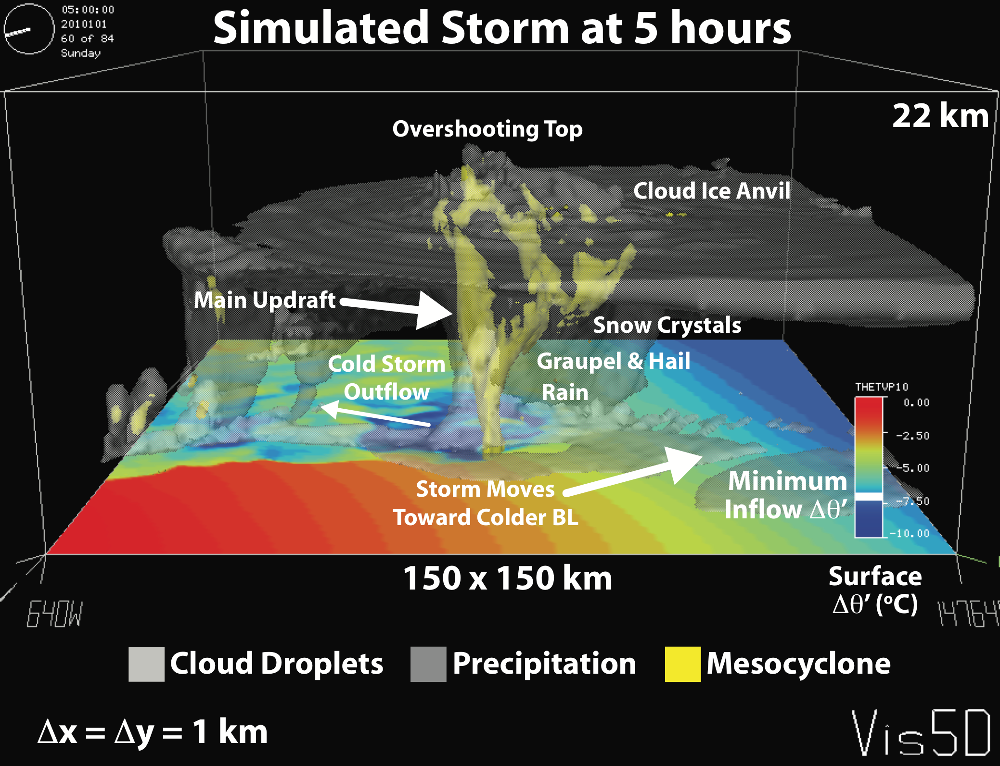 05:00:00
2010101
60 of 84
Sunday
Simulated Storm at 5 hours
22 km
Overshooting Top
Cloud Ice Anvil
Main Updraft
Snow Crystals
Cold Storm
Outflow
Graupel & Hail
Rain
THETVP10
0.00
-2.50
-5.00
-7.50
-10.00
Minimum
Inflow Δθ'
Storm Moves
Toward Colder BL
150 x 150 km
Surface
Δθ' (ºC)
640W
Cloud Droplets
Precipitation
Mesocyclone
Δx = Δy = 1 km
Vis5D